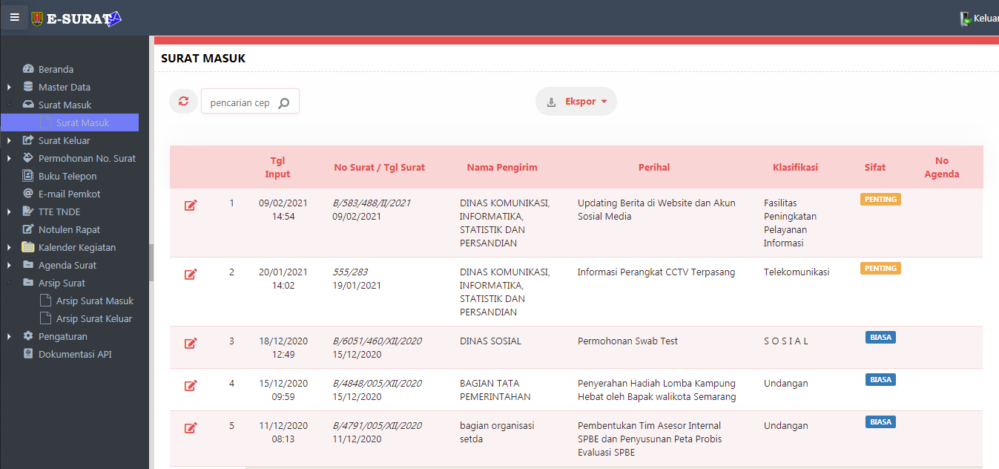 E-SURAT
Keluar
Beranda
Master Data
Surat Masuk
Surat Masuk
Surat Keluar
Permohonan No. Surat
Buku Telepon
E-mail Pemkot
TTE TNDE
Notulen Rapat
Kalender Kegiatan
Agenda Surat
Arsip Surat
Arsip Surat Masuk
Arsip Surat Keluar
Pengaturan
Dokumentasi API
SURAT MASUK
pencarian cep
Ekspor
Tgl
Input
No Surat / Tgl Surat
Nama Pengirim
Perihal
Klasifikasi
Sifat
No
Agenda
1
09/02/2021
14:54
B/583/488/II/2021
09/02/2021
DINAS KOMUNIKASI,
INFORMATIKA,
STATISTIK DAN
PERSANDIAN
Updating Berita di Website dan Akun
Sosial Media
Fasilitas
Peningkatan
Pelayanan
Informasi
PENTING
2
20/01/2021
14:02
555/283
19/01/2021
DINAS KOMUNIKASI,
INFORMATIKA,
STATISTIK DAN
PERSANDIAN
Informasi Perangkat CCTV Terpasang
Telekomunikasi
PENTING
3
18/12/2020
12:49
B/6051/460/XII/2020
15/12/2020
DINAS SOSIAL
Permohonan Swab Test
S O S I A L
BIASA
4
15/12/2020
09:59
B/4848/005/XII/2020
15/12/2020
BAGIAN TATA
PEMERINTAHAN
Penyerahan Hadiah Lomba Kampung
Hebat oleh Bapak walikota Semarang
Undangan
BIASA
5
11/12/2020
08:13
B/4791/005/XII/2020
11/12/2020
bagian organisasi
setda
Pembentukan Tim Asesor Internal
SPBE dan Penyusunan Peta Probis
Evaluasi SPBE
Undangan
BIASA